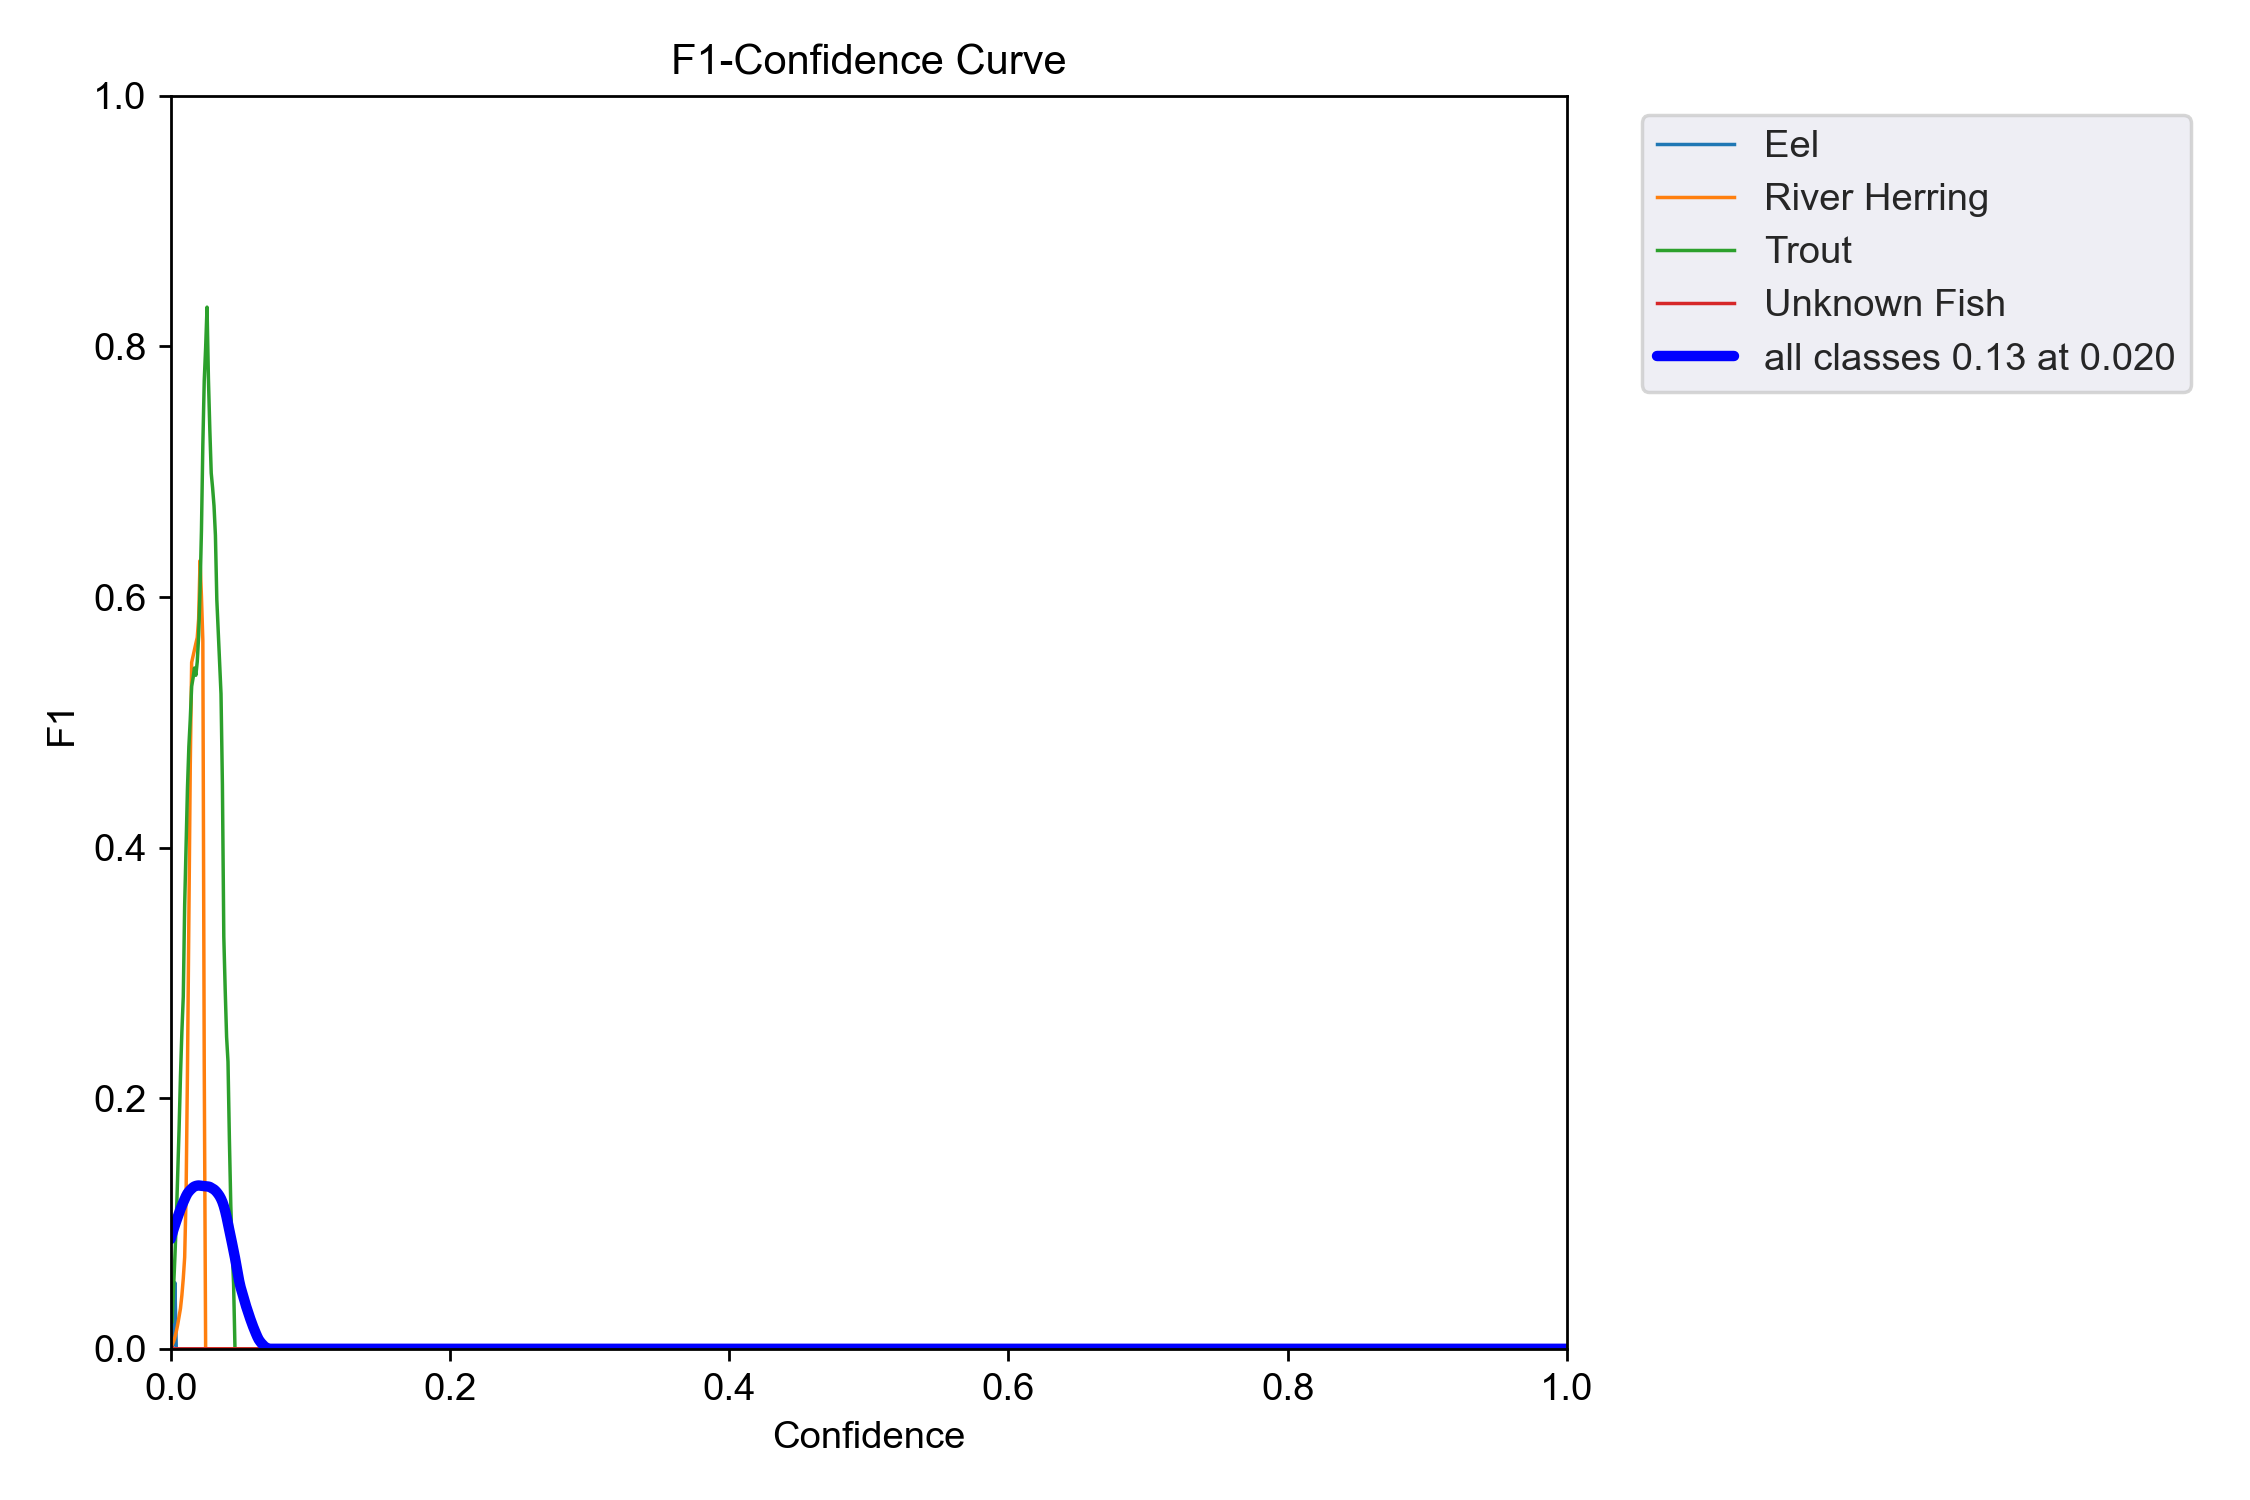 F1-Confidence Curve
1.0
0.8
0.6
0.4
0.2
0.0
F1
0.0 0.2 0.4 0.6 0.8 1.0
Confidence
Eel
River Herring
Trout
Unknown Fish
all classes 0.13 at 0.020